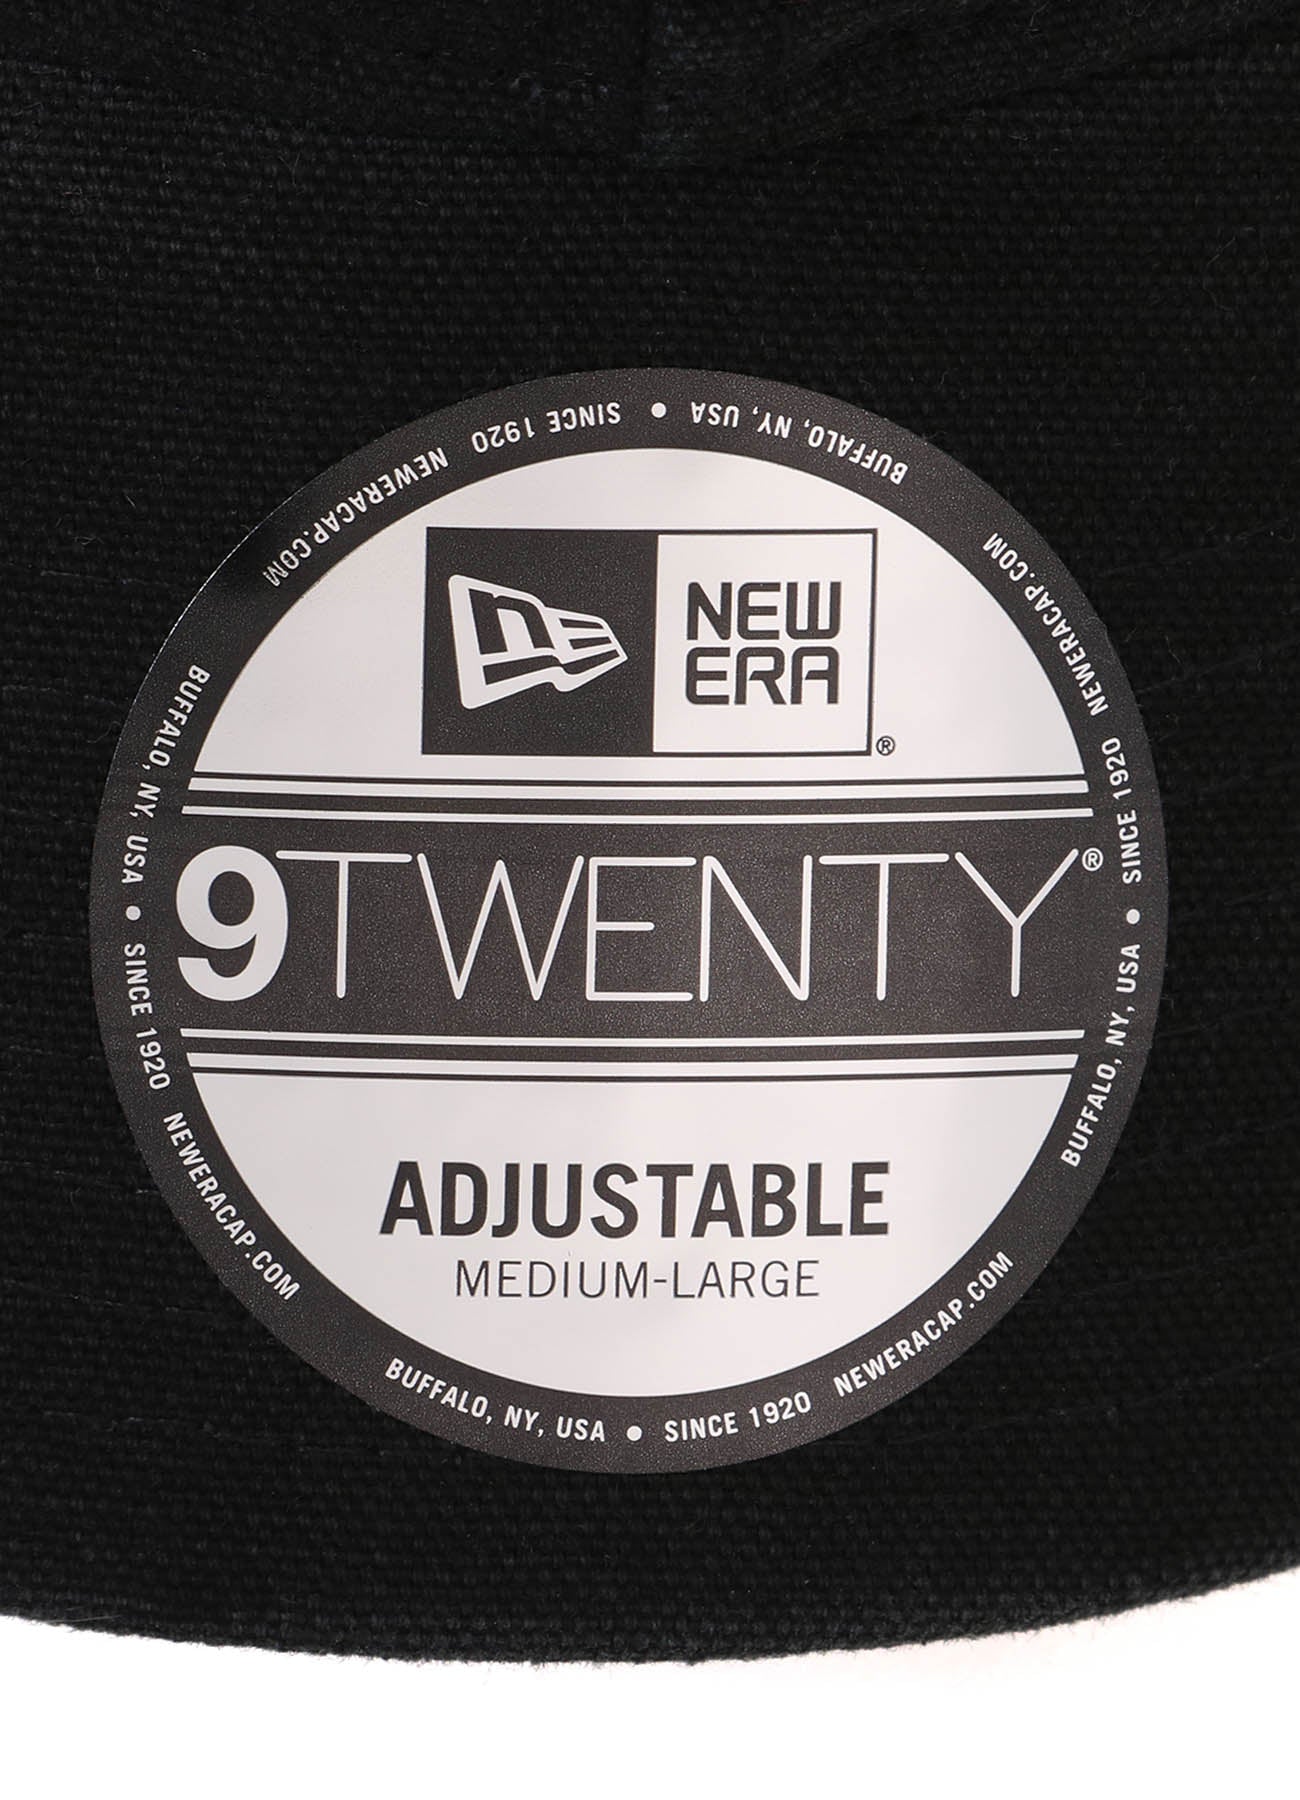 NE
NEW
ERA
®
9TWENTY®
ADJUSTABLE
MEDIUM-LARGE
BUFFALO, NY, USA • SINCE 1920 NEWERACAP.COM
BUFFALO, NY, USA • SINCE 1920 NEWERACAP.COM
BUFFALO, NY, USA • SINCE 1920 NEWERACAP.COM
BUFFALO, NY, USA • SINCE 1920 NEWERACAP.COM